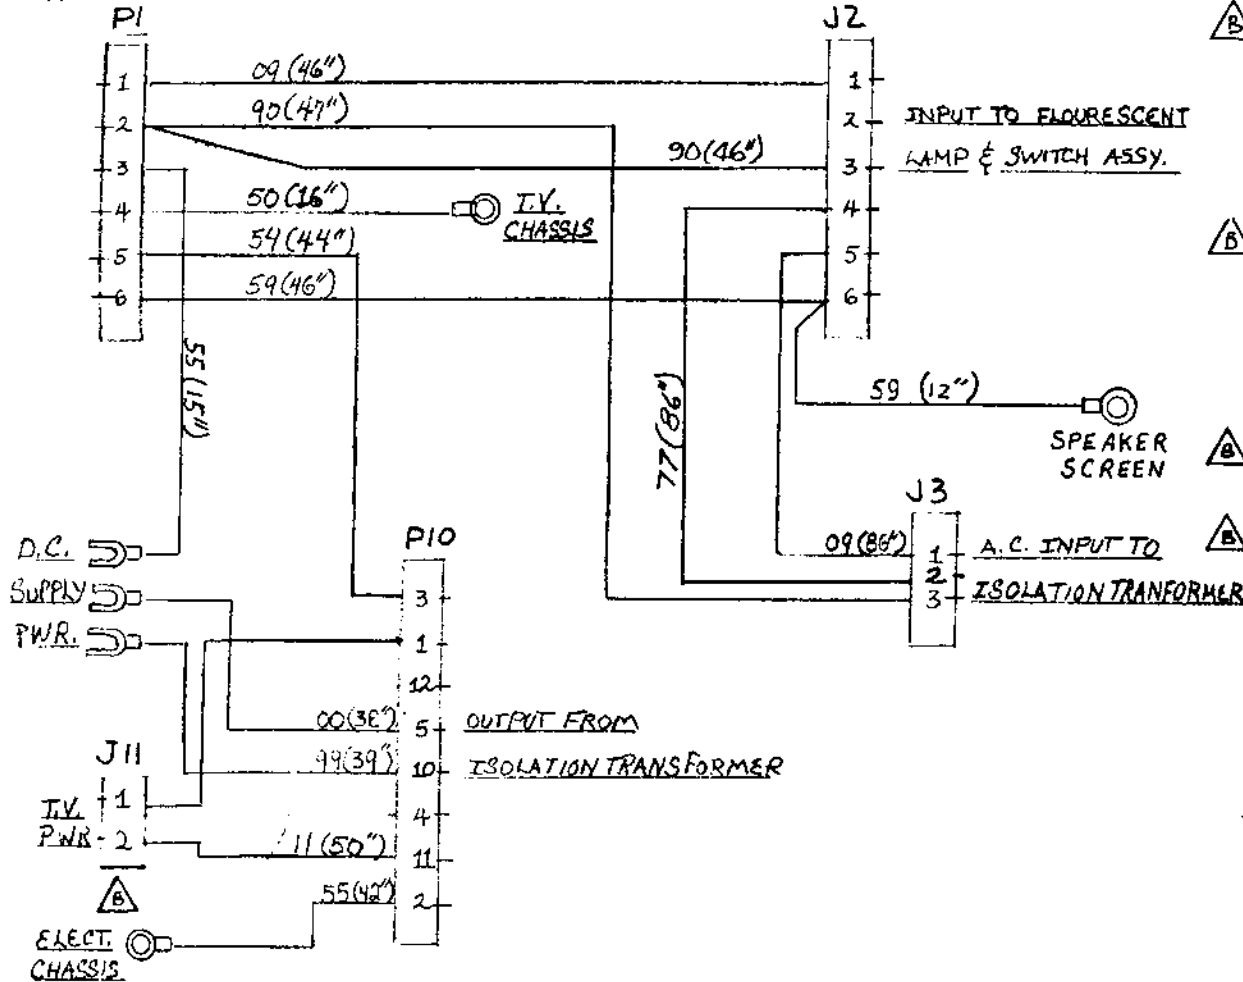 P1
J2
B
1
09 (46")
1
2
90 (47")
2
INPUT TO FLOURESCENT
3
90 (46")
3
LAMP & SWITCH ASSY.
4
50 (16")
T.V.
CHASSIS
4
5
54 (44")
5
B
6
59 (46")
6
55 (15")
77 (86")
59 (12")
SPEAKER
SCREEN
B
J3
D.C.
SUPPLY
PWR.
P10
09 (86")
1
A.C. INPUT TO
B
2
3
ISOLATION TRANFORMER
3
1
12
5
OUTPUT FROM
99 (39")
10
ISOLATION TRANSFORMER
J11
1
4
T.V.
PWR
2
11 (50")
11
B
55 (42")
2
ELECT.
CHASSIS